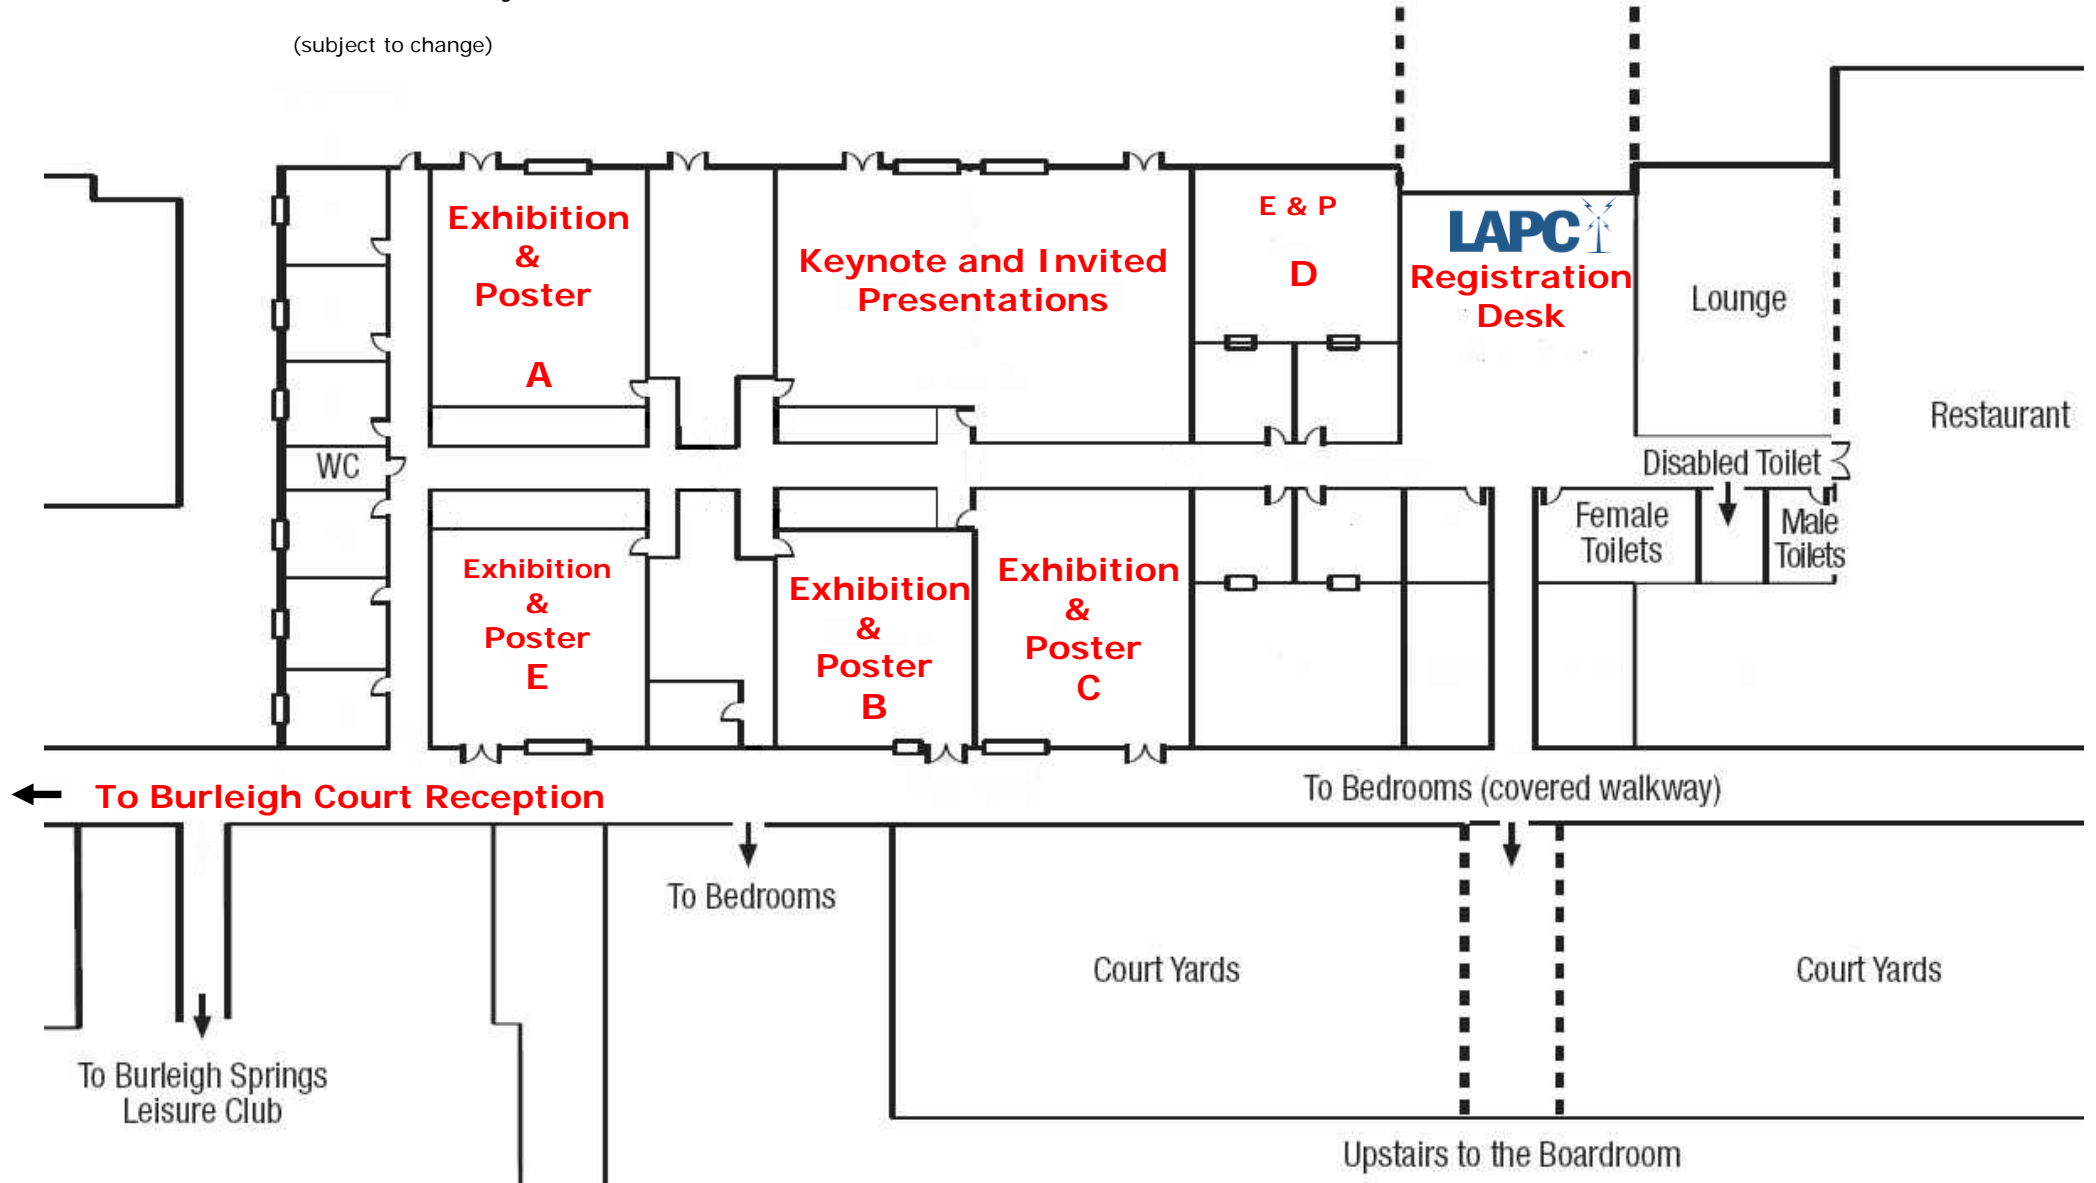 (subject to change)
Exhibition
&
Poster
A
Keynote and Invited
Presentations
E & P
D
LAPC
Registration
Desk
Lounge
Restaurant
WC
Disabled Toilet
Female
Toilets
Male
Toilets
Exhibition
&
Poster
E
Exhibition
&
Poster
B
Exhibition
&
Poster
C
To Burleigh Court Reception
To Bedrooms (covered walkway)
To Bedrooms
Court Yards
Court Yards
To Burleigh Springs
Leisure Club
Upstairs to the Boardroom